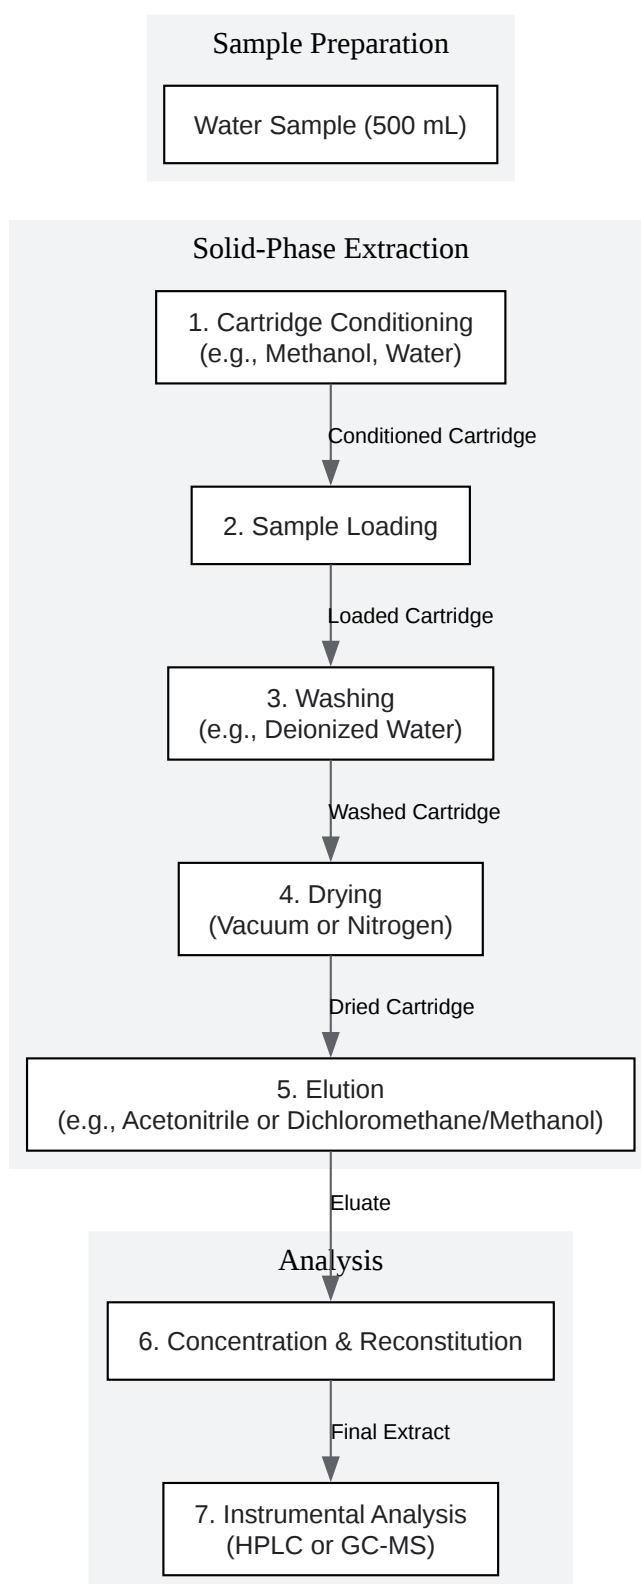 Sample Preparation
Water Sample (500 mL)
Solid-Phase Extraction
1. Cartridge Conditioning
(e.g., Methanol, Water)
Conditioned Cartridge
2. Sample Loading
Loaded Cartridge
3. Washing
(e.g., Deionized Water)
Washed Cartridge
4. Drying
(Vacuum or Nitrogen)
Dried Cartridge
5. Elution
(e.g., Acetonitrile or Dichloromethane/Methanol)
Eluate
Analysis
6. Concentration & Reconstitution
Final Extract
7. Instrumental Analysis
(HPLC or GC-MS)